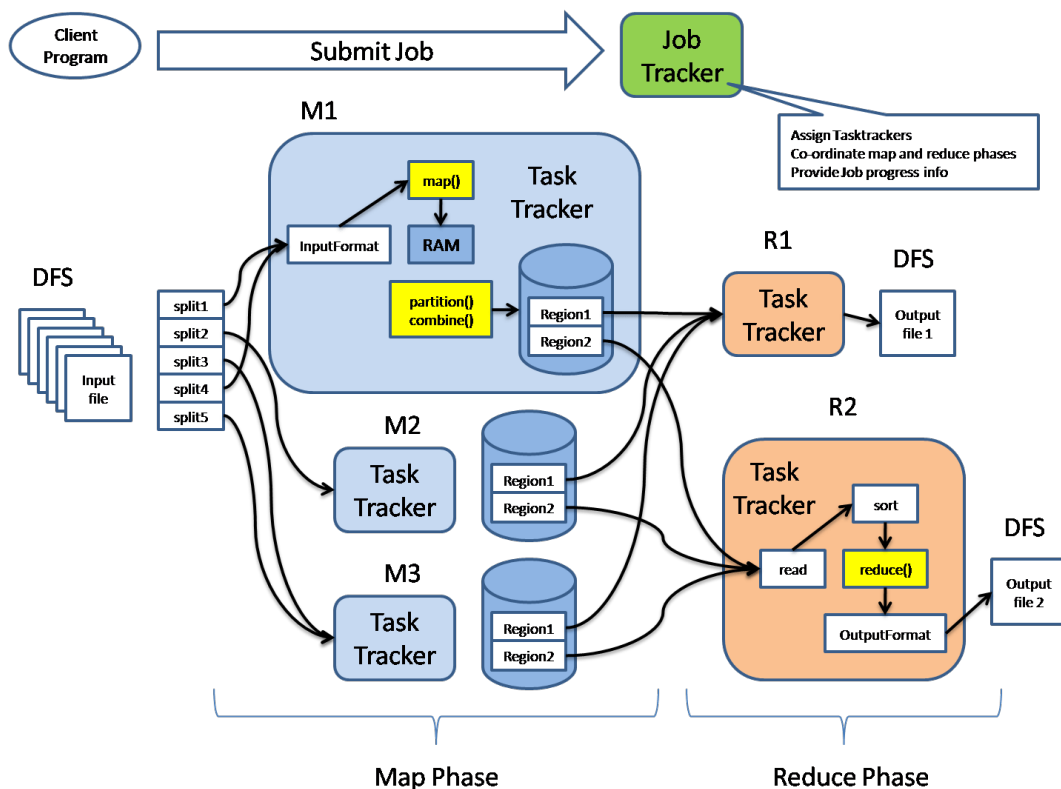 Client
Program
Submit Job
Job
Tracker
Assign Tasktrackers
Co-ordinate map and reduce phases
Provide Job progress info
M1
Task
Tracker
map()
InputFormat
RAM
partition()
combine()
Region1
Region2
DFS
Input
file
split1
split2
split3
split4
split5
M2
Task
Tracker
Region1
Region2
M3
Task
Tracker
Region1
Region2
R1
Task
Tracker
DFS
Output
file 1
R2
Task
Tracker
sort
read
reduce()
OutputFormat
DFS
Output
file 2
Map Phase
Reduce Phase